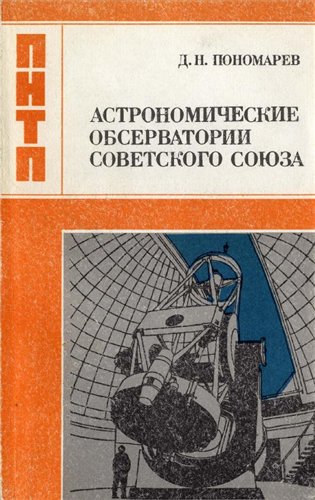 ПНТП
Д. Н. ПОНОМАРЕВ
АСТРОНОМИЧЕСКИЕ
ОБСЕРВАТОРИИ
СОВЕТСКОГО СОЮЗА